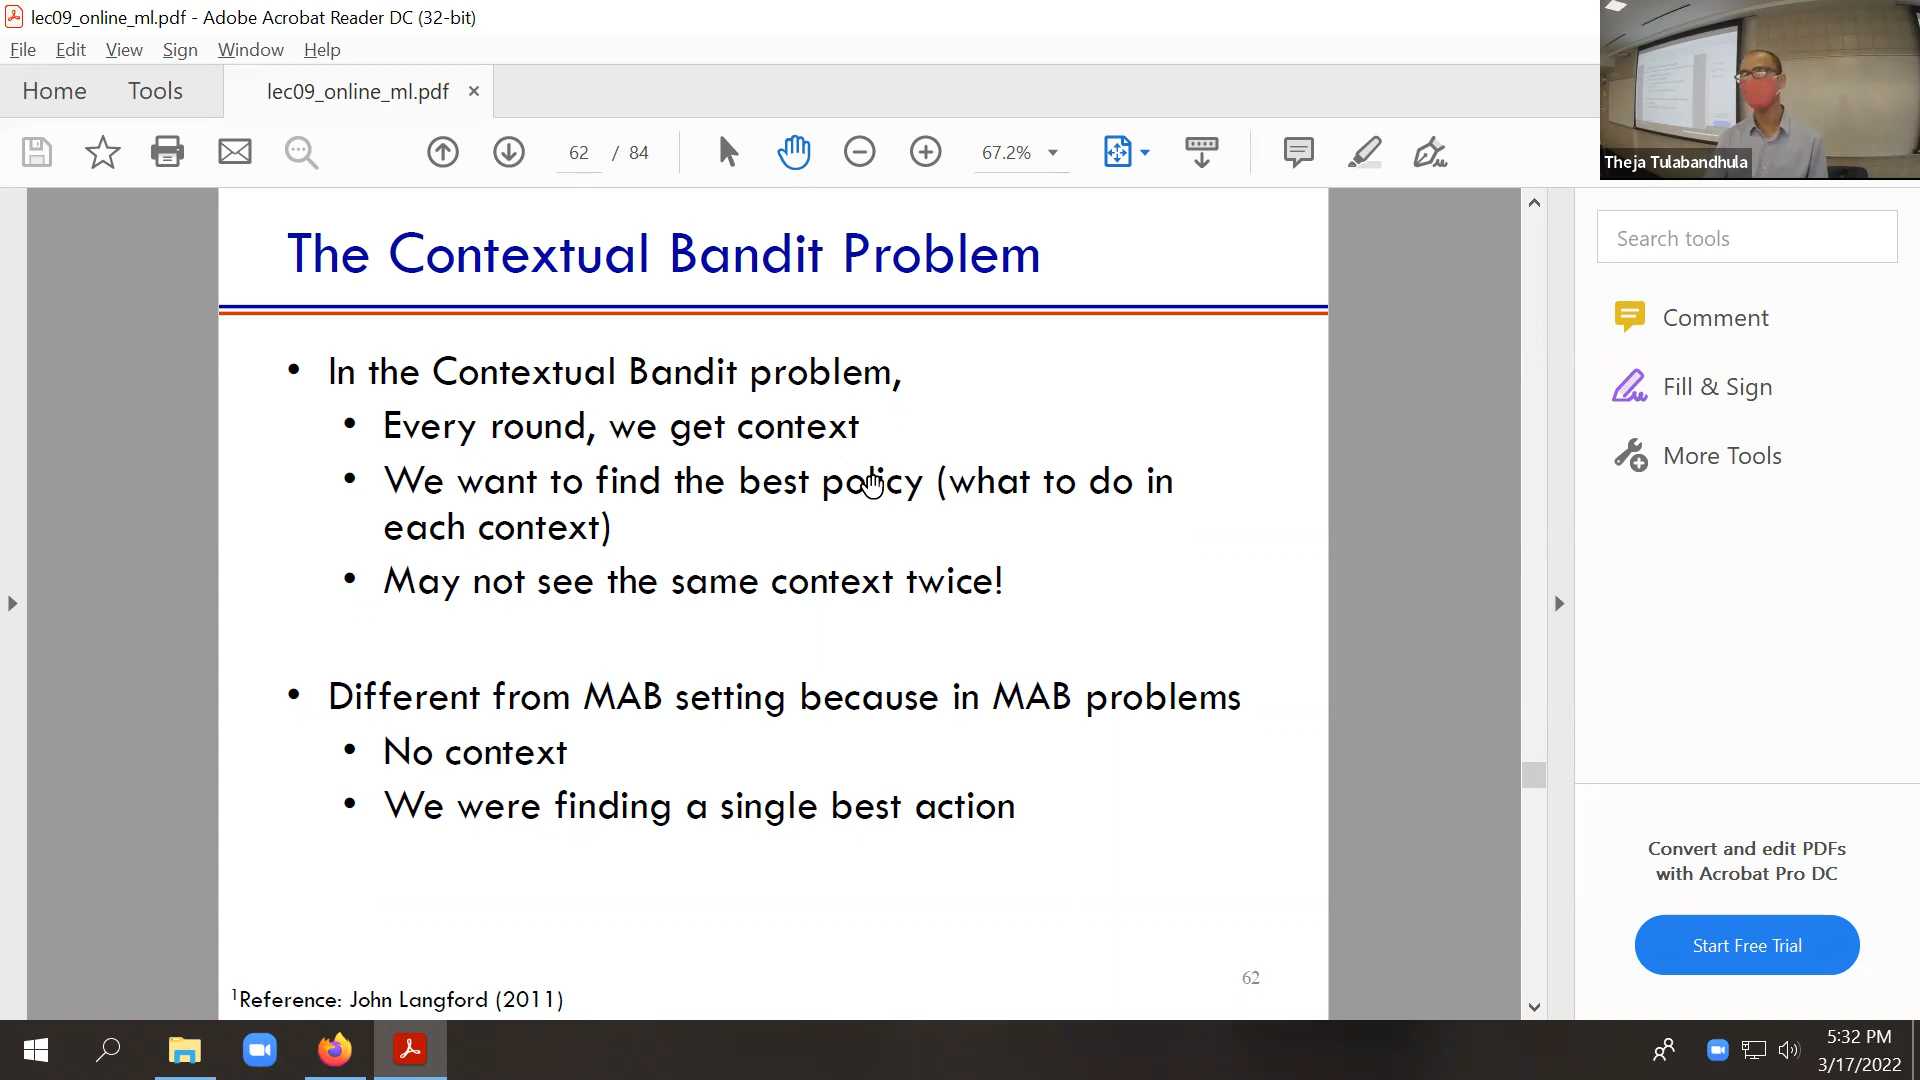 lec09_online_ml.pdf - Adobe Acrobat Reader DC (32-bit)
File Edit View Sign Window Help
Home Tools lec09_online_ml.pdf ×
62 / 84 67.2%
Theja Tulabandhula
The Contextual Bandit Problem
• In the Contextual Bandit problem,
• Every round, we get context
• We want to find the best policy (what to do in
each context)
• May not see the same context twice!
• Different from MAB setting because in MAB problems
• No context
• We were finding a single best action
62
1Reference: John Langford (2011)
Search tools
Comment
Fill & Sign
More Tools
Convert and edit PDFs
with Acrobat Pro DC
Start Free Trial
5:32 PM
3/17/2022